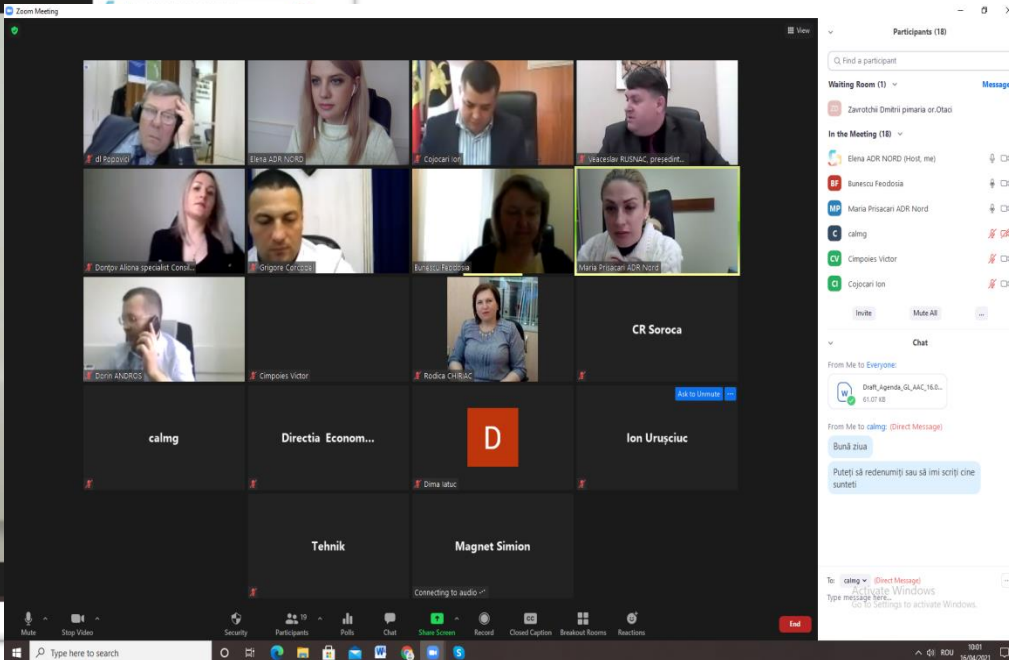 Zoom Meeting
View
dl Popovici
Elena ADR NORD
Cojocari Ion
Veaceslav RUSNAC, președint...
Donțov Aliona specialist Consil...
Grigore Corcopa
Bunescu Feodosia
Maria Prisacari ADR Nord
Dorin ANDROS
Cimpoies Victor
Rodica CHIRIAC
CR Soroca
Ask to Unmute
...
calmg
Directia Econom...
D
Dima Iatuc
Ion Urușciuc
Tehnik
Magnet Simion
Connecting to audio
Mute
Stop Video
Security
19
Participants
Polls
Chat
Share Screen
Record
CC
Closed Caption
Breakout Rooms
Reactions
End
Participants (18)
Find a participant
Waiting Room (1)
Message
Zavrotchii Dmitrii pimaria or.Otaci
In the Meeting (18)
Elena ADR NORD (Host, me)
BF Bunescu Feodosia
MP Maria Prisacari ADR Nord
C calmg
CV Cimpoies Victor
CI Cojocari Ion
Invite
Mute All
...
Chat
From Me to Everyone:
W
Draft_Agenda_GL_AAC_16.0...
61.07 KB
From Me to calmg: (Direct Message)
Bună ziua
Puteți să redenumiți sau să imi scriți cine
sunteti
To: calmg (Direct Message)
Type message here...
Activate Windows
Go to Settings to activate Windows.
Type here to search
W
S
ROU
10:01
16/04/2021